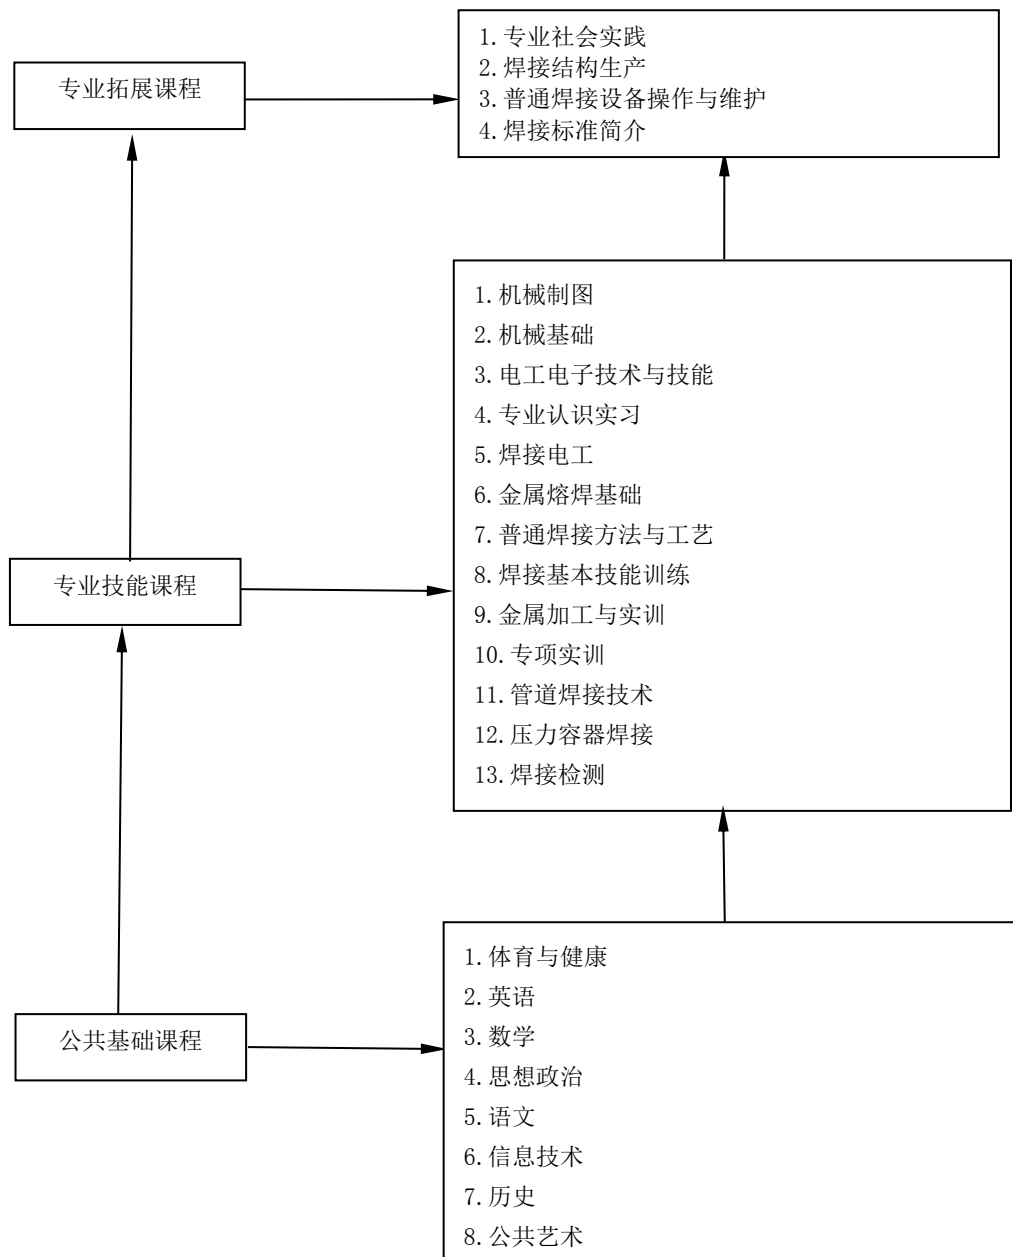 专业拓展课程
1.专业社会实践
2.焊接结构生产
3.普通焊接设备操作与维护
4.焊接标准简介
专业技能课程
1.机械制图
2.机械基础
3.电工电子技术与技能
4.专业认识实习
5.焊接电工
6.金属熔焊基础
7.普通焊接方法与工艺
8.焊接基本技能训练
9.金属加工与实训
10.专项实训
11.管道焊接技术
12.压力容器焊接
13.焊接检测
公共基础课程
1.体育与健康
2.英语
3.数学
4.思想政治
5.语文
6.信息技术
7.历史
8.公共艺术